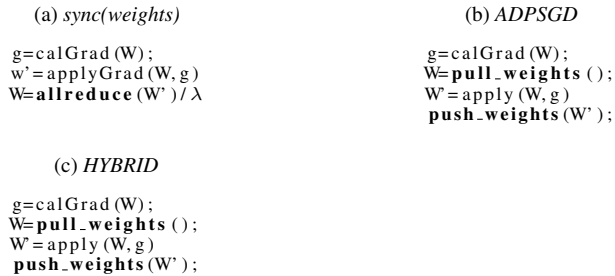 (a) sync(weights)
g=calGrad(W);
w'=applyGrad(W,g)
W=allreduce(W')/λ
(b) ADPSGD
g=calGrad(W);
W=pull_weights();
W'=apply(W,g)
push_weights(W');
(c) HYBRID
g=calGrad(W);
W=pull_weights();
W'=apply(W,g)
push_weights(W');